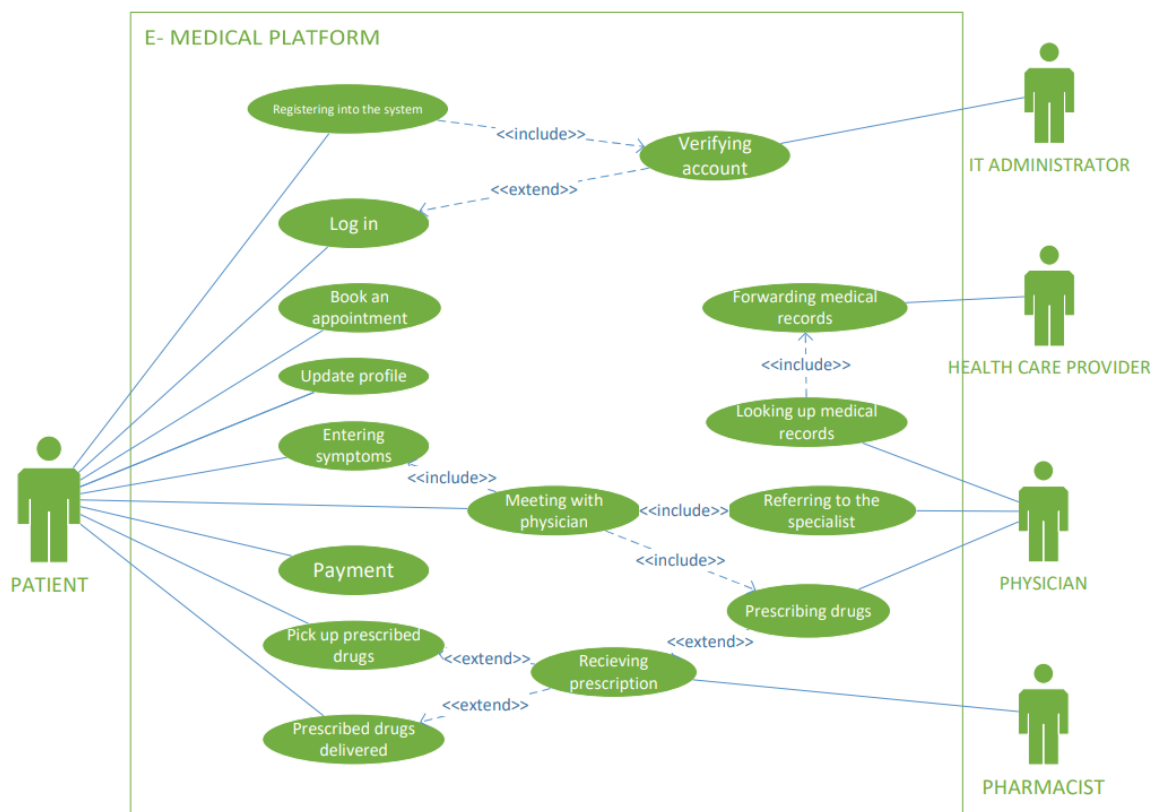 E- MEDICAL PLATFORM
Registering into the system
<<include>>
Verifying
account
IT ADMINISTRATOR
<<extend>>
Log in
Book an
appointment
Forwarding medical
records
HEALTH CARE PROVIDER
<<include>>
Update profile
Looking up medical
records
Entering
symptoms
<<include>>
Meeting with
physician
<<include>>
Referring to the
specialist
<<include>>
PATIENT
Payment
PHYSICIAN
Prescribing drugs
<<extend>>
Pick up prescribed
drugs
<<extend>>
Recieving
prescription
<<extend>>
Prescribed drugs
delivered
PHARMACIST